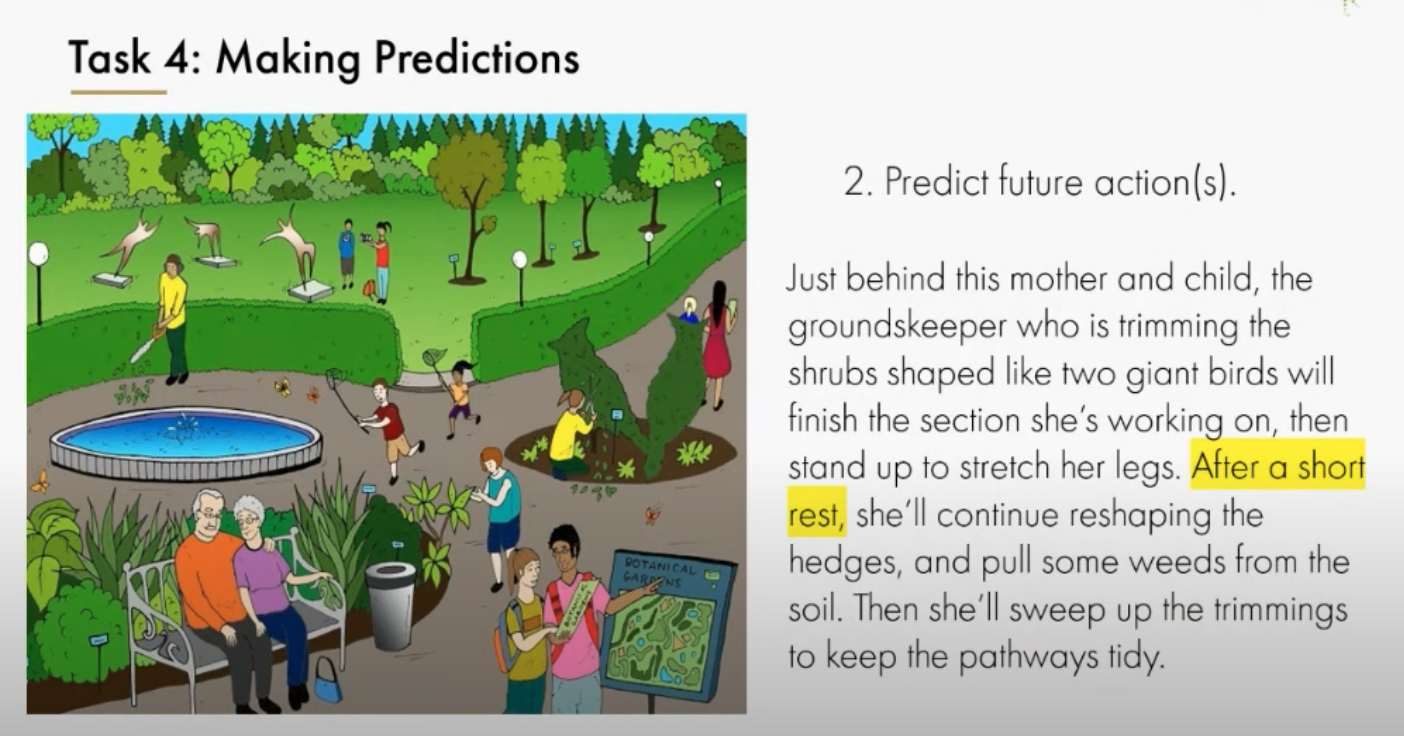 Task 4: Making Predictions
2. Predict future action(s).
Just behind this mother and child, the
groundskeeper who is trimming the
shrubs shaped like two giant birds will
finish the section she's working on, then
stand up to stretch her legs. After a short
rest, she'll continue reshaping the
hedges, and pull some weeds from the
soil. Then she'll sweep up the trimmings
to keep the pathways tidy.
BOTANICAL
GARDENS